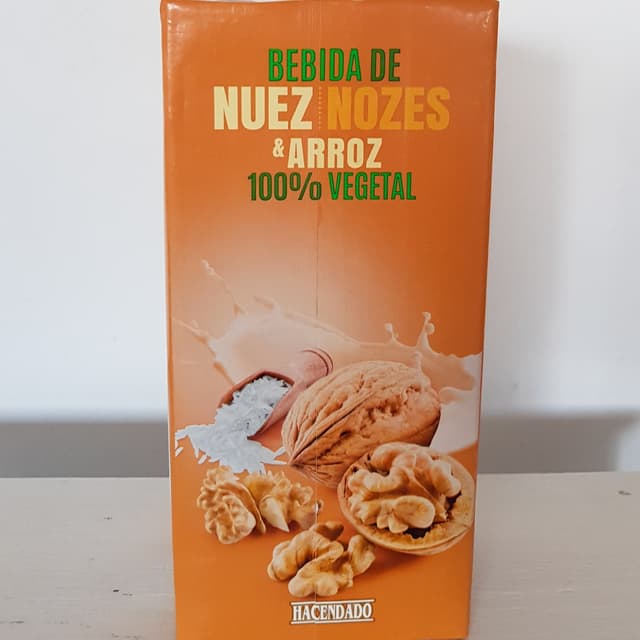 BEBIDA DE
NUEZ NOZES
& ARROZ
100% VEGETAL
HACENDADO